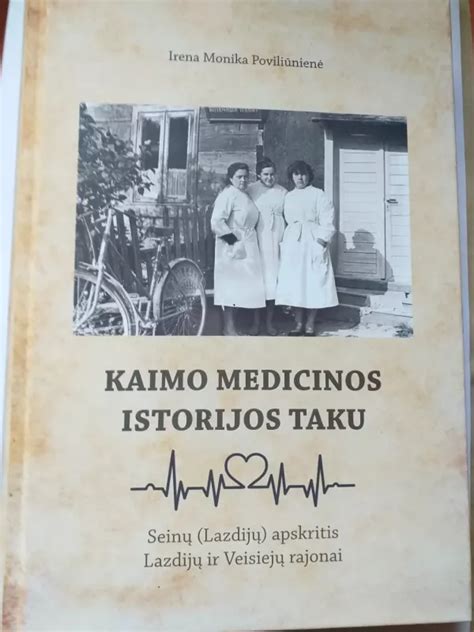 Irena Monika Poviliūnienė
KAIMO MEDICINOS
ISTORIJOS TAKU
Seinų (Lazdijų) apskritis
Lazdijų ir Veisiejų rajonai